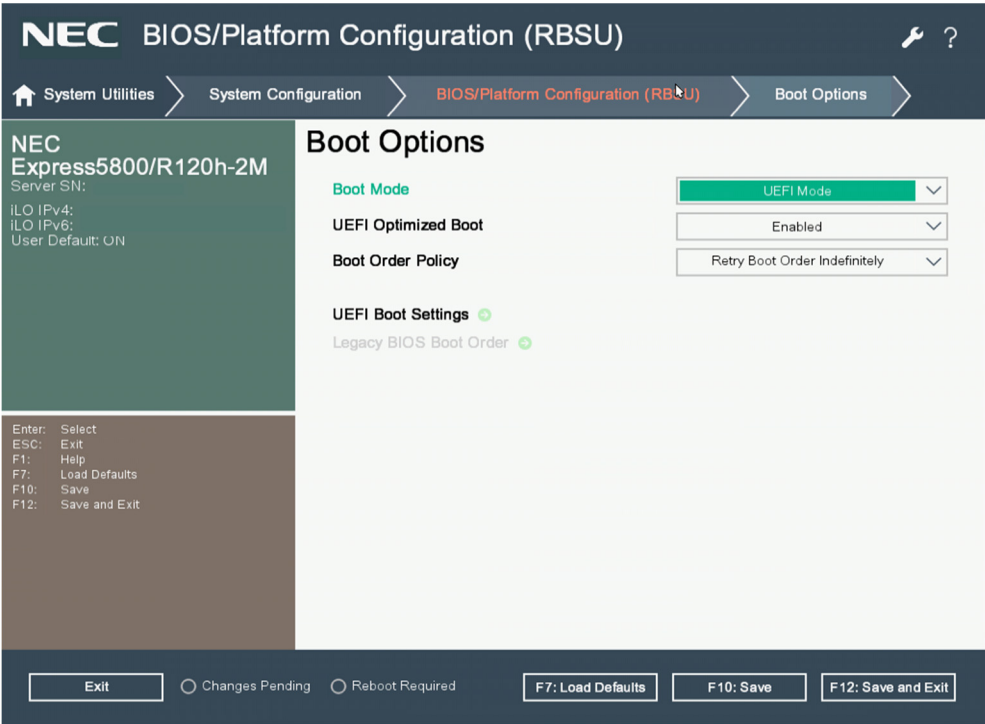 NEC BIOS/Platform Configuration (RBSU) ?
System Utilities System Configuration BIOS/Platform Configuration (RBSU) Boot Options
NEC
Express5800/R120h-2M
Server SN:
iLO IPv4:
iLO IPv6:
User Default: ON
Boot Options
Boot Mode UEFI Mode
UEFI Optimized Boot Enabled
Boot Order Policy Retry Boot Order Indefinitely
UEFI Boot Settings
Legacy BIOS Boot Order
Enter: Select
ESC: Exit
F1: Help
F7: Load Defaults
F10: Save
F12: Save and Exit
Exit Changes Pending Reboot Required F7: Load Defaults F10: Save F12: Save and Exit